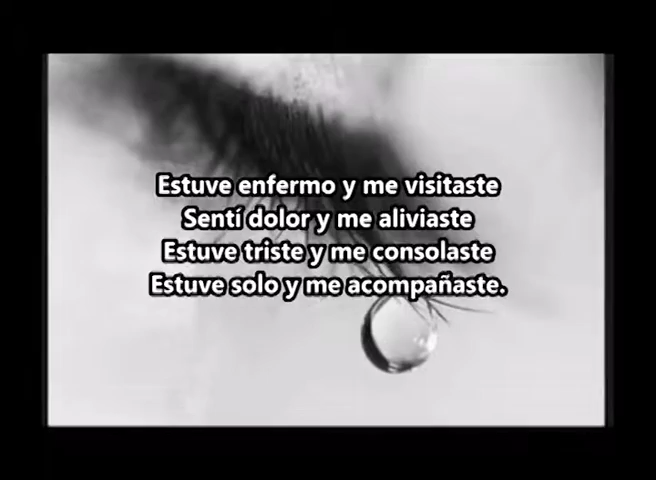 Estuve enfermo y me visitaste
Sentí dolor y me aliviaste
Estuve triste y me consolaste
Estuve solo y me acompañaste.